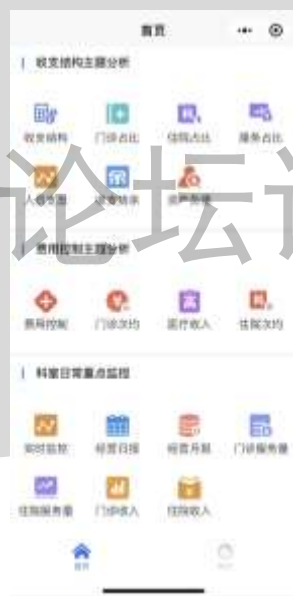 首页
收支结构主题分析
收支结构 门诊占比 住院占比 服务占比
费用控制主题分析
费用控制 门诊次均 医疗收入 住院次均
科室日常重点监控
实时监控 经营日报 经营月报 门诊服务量
住院服务量 门诊收入 住院收入
首页
论坛